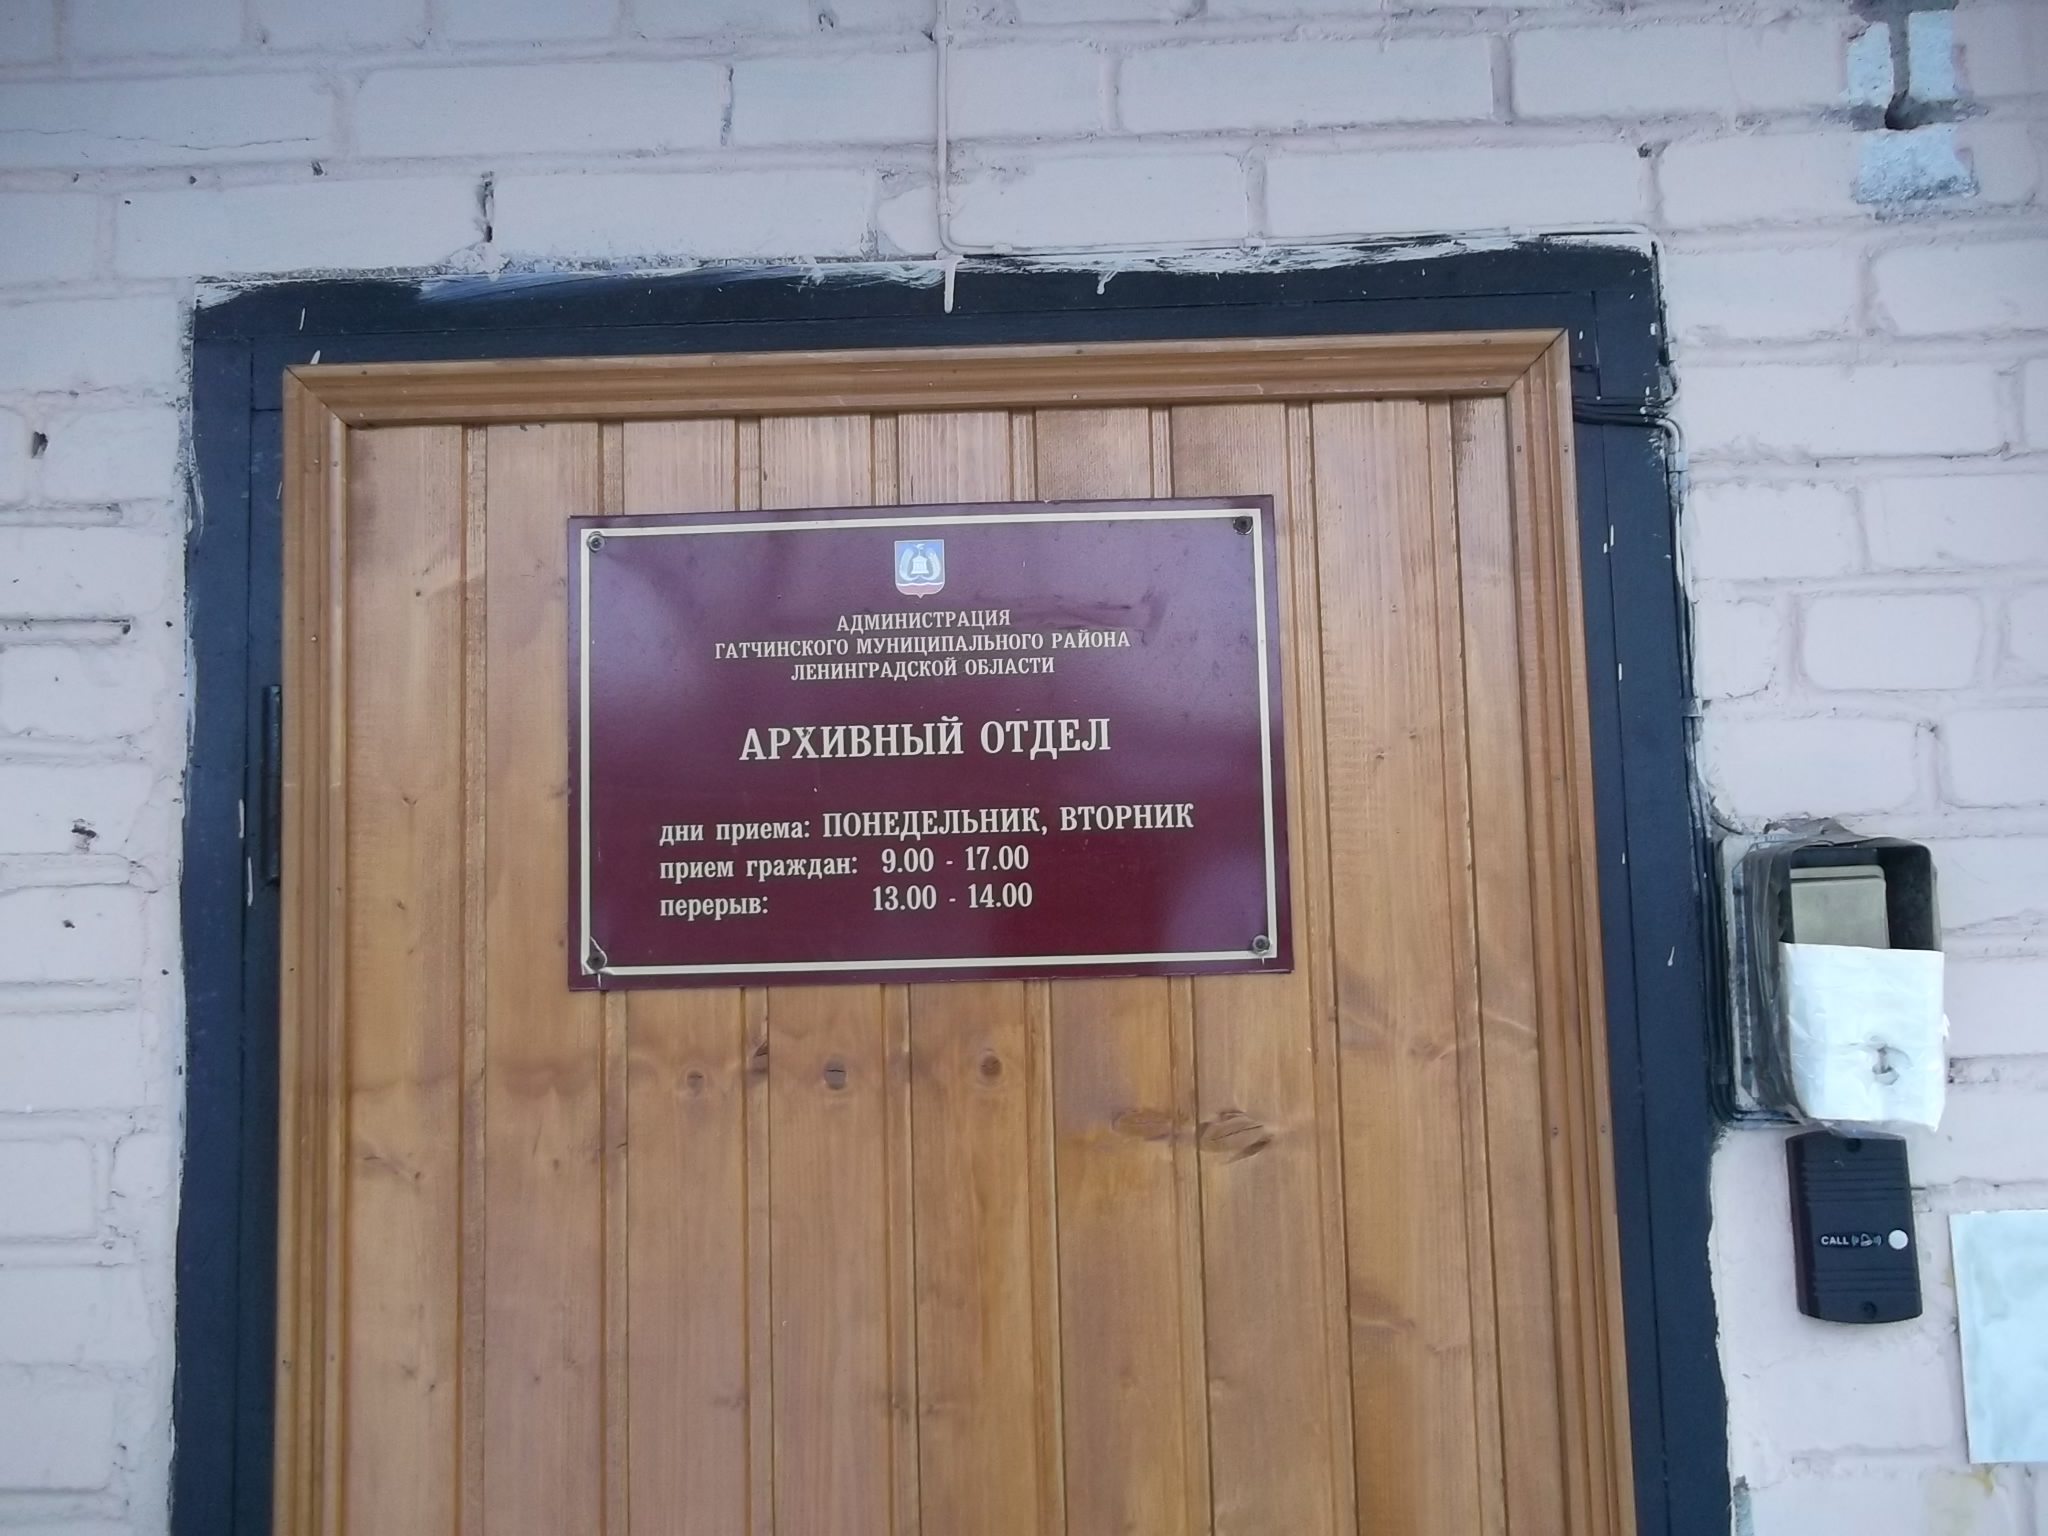 АДМИНИСТРАЦИЯ
ГАТЧИНСКОГО МУНИЦИПАЛЬНОГО РАЙОНА
ЛЕНИНГРАДСКОЙ ОБЛАСТИ
АРХИВНЫЙ ОТДЕЛ
дни приема: ПОНЕДЕЛЬНИК, ВТОРНИК
прием граждан: 9.00 - 17.00
перерыв: 13.00 - 14.00
CALL